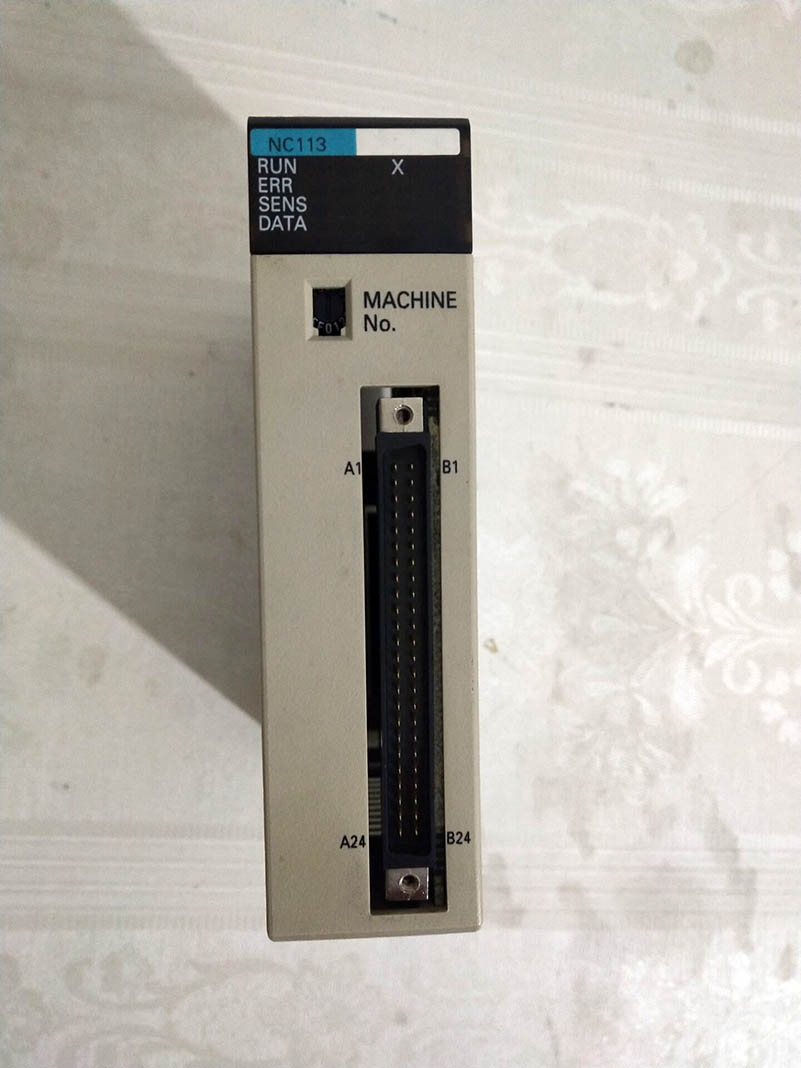 NC113
RUN X
ERR
SENS
DATA
MACHINE
No.
A1 B1
A24 B24